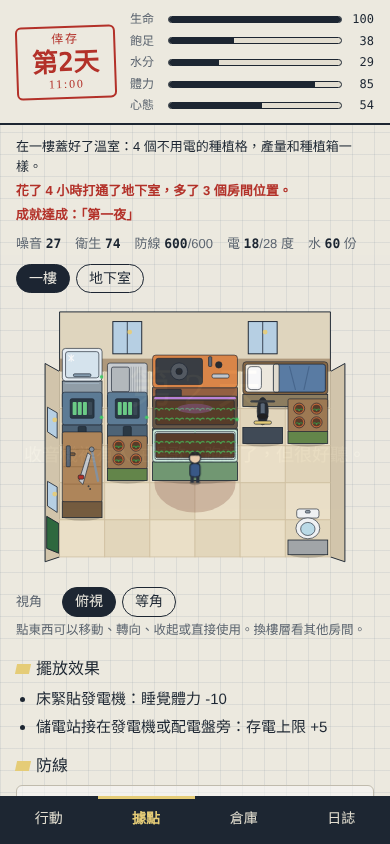 倖存
第2天
11:00
生命 100
飽足 38
水分 29
體力 85
心態 54
在一樓蓋好了溫室：4 個不用電的種植格，產量和種植箱一
樣。
花了 4 小時打通了地下室，多了 3 個房間位置。
成就達成：「第一夜」
噪音 27 衛生 74 防線 600/600 電 18/28 度 水 60 份
一樓 地下室
視角 俯視 等角
點東西可以移動、轉向、收起或直接使用。換樓層看其他房間。
擺放效果
床緊貼發電機：睡覺體力 -10
儲電站接在發電機或配電盤旁：存電上限 +5
防線
行動 據點 倉庫 日誌